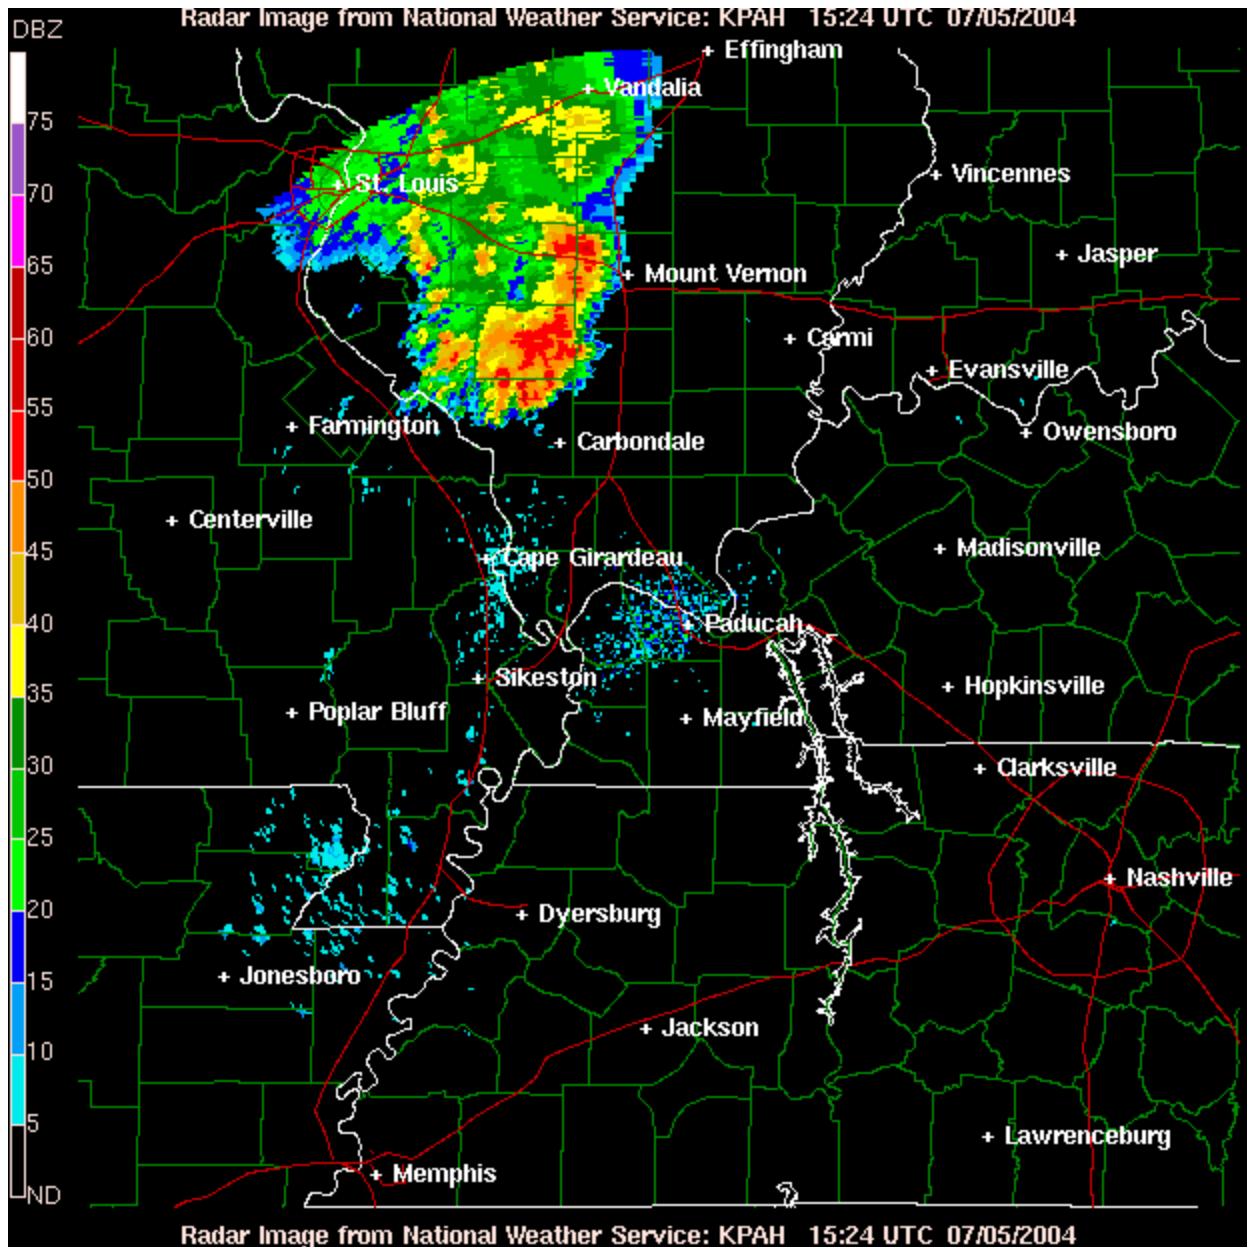 Radar Image from National Weather Service: KPAH 15:24 UTC 07/05/2004
DBZ
Effingham
Vandalia
75
Vincennes
St. Louis
70
Jasper
65
Mount Vernon
60
Carmi
Evansville
55
Farmington
Owensboro
Carbondale
50
Centerville
45
Madisonville
Cape Girardeau
40
Paducah
Sikeston
Hopkinsville
35
Poplar Bluff
Mayfield
30
Clarksville
25
Nashville
20
Dyersburg
15
Jonesboro
Jackson
10
5
Lawrenceburg
Memphis
ND
Radar Image from National Weather Service: KPAH 15:24 UTC 07/05/2004